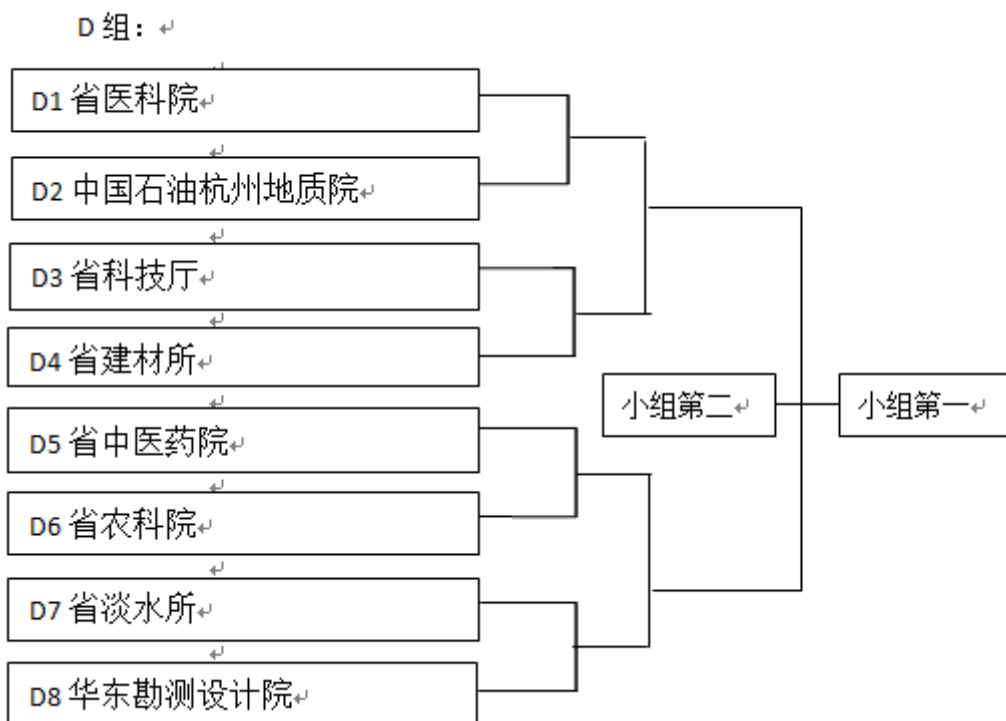 D 组：
D1 省医科院
D2 中国石油杭州地质院
D3 省科技厅
D4 省建材所
小组第二
小组第一
D5 省中医药院
D6 省农科院
D7 省淡水所
D8 华东勘测设计院